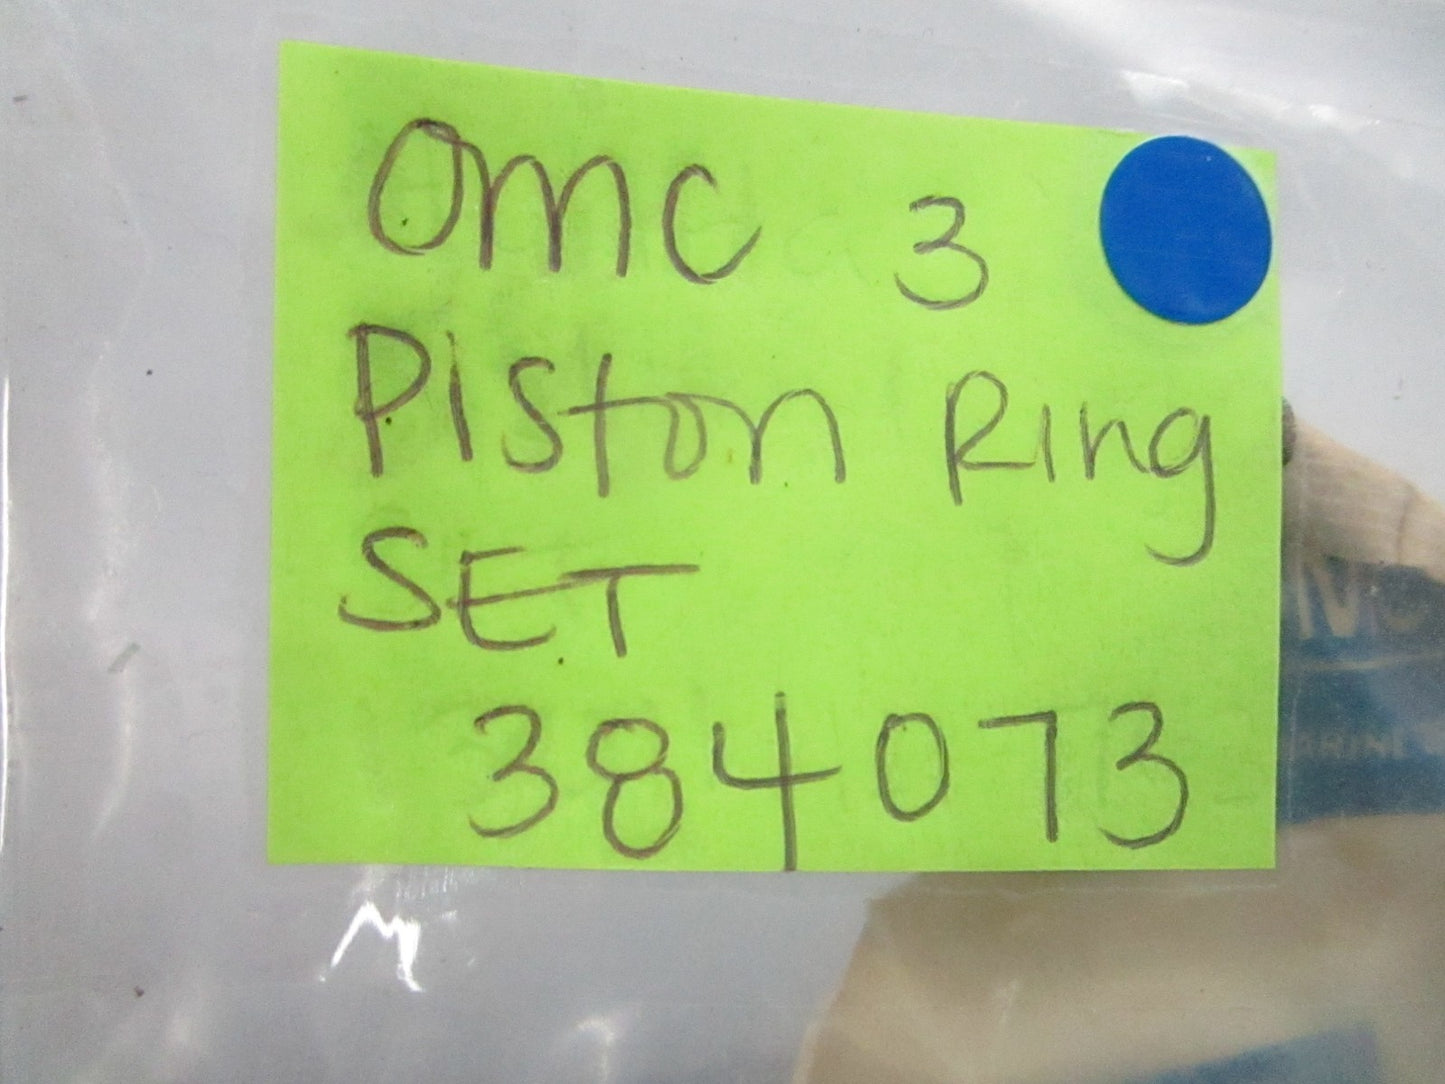 OMC 3
Piston Ring
SET
384073